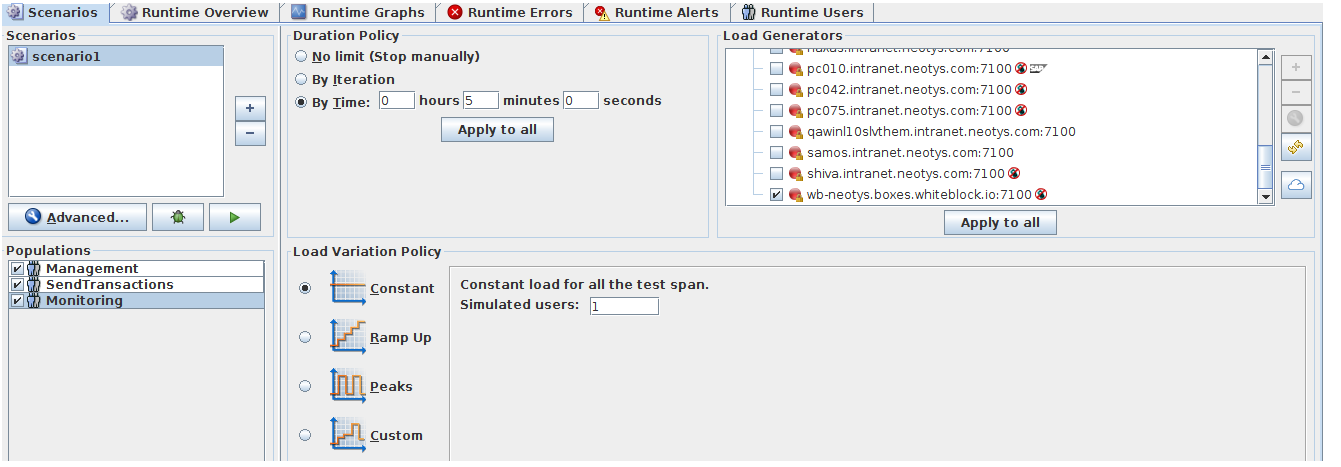 Scenarios
Runtime Overview
Runtime Graphs
Runtime Errors
Runtime Alerts
Runtime Users
Scenarios
scenario1
+
−
Advanced...
Populations
Management
SendTransactions
Monitoring
Duration Policy
No limit (Stop manually)
By Iteration
By Time: 0 hours 5 minutes 0 seconds
Apply to all
Load Generators
pc010.intranet.neotys.com:7100
pc042.intranet.neotys.com:7100
pc075.intranet.neotys.com:7100
qawinl10slvthem.intranet.neotys.com:7100
samos.intranet.neotys.com:7100
shiva.intranet.neotys.com:7100
wb-neotys.boxes.whiteblock.io:7100
+
−
Apply to all
Load Variation Policy
Constant
Ramp Up
Peaks
Custom
Constant load for all the test span.
Simulated users: 1